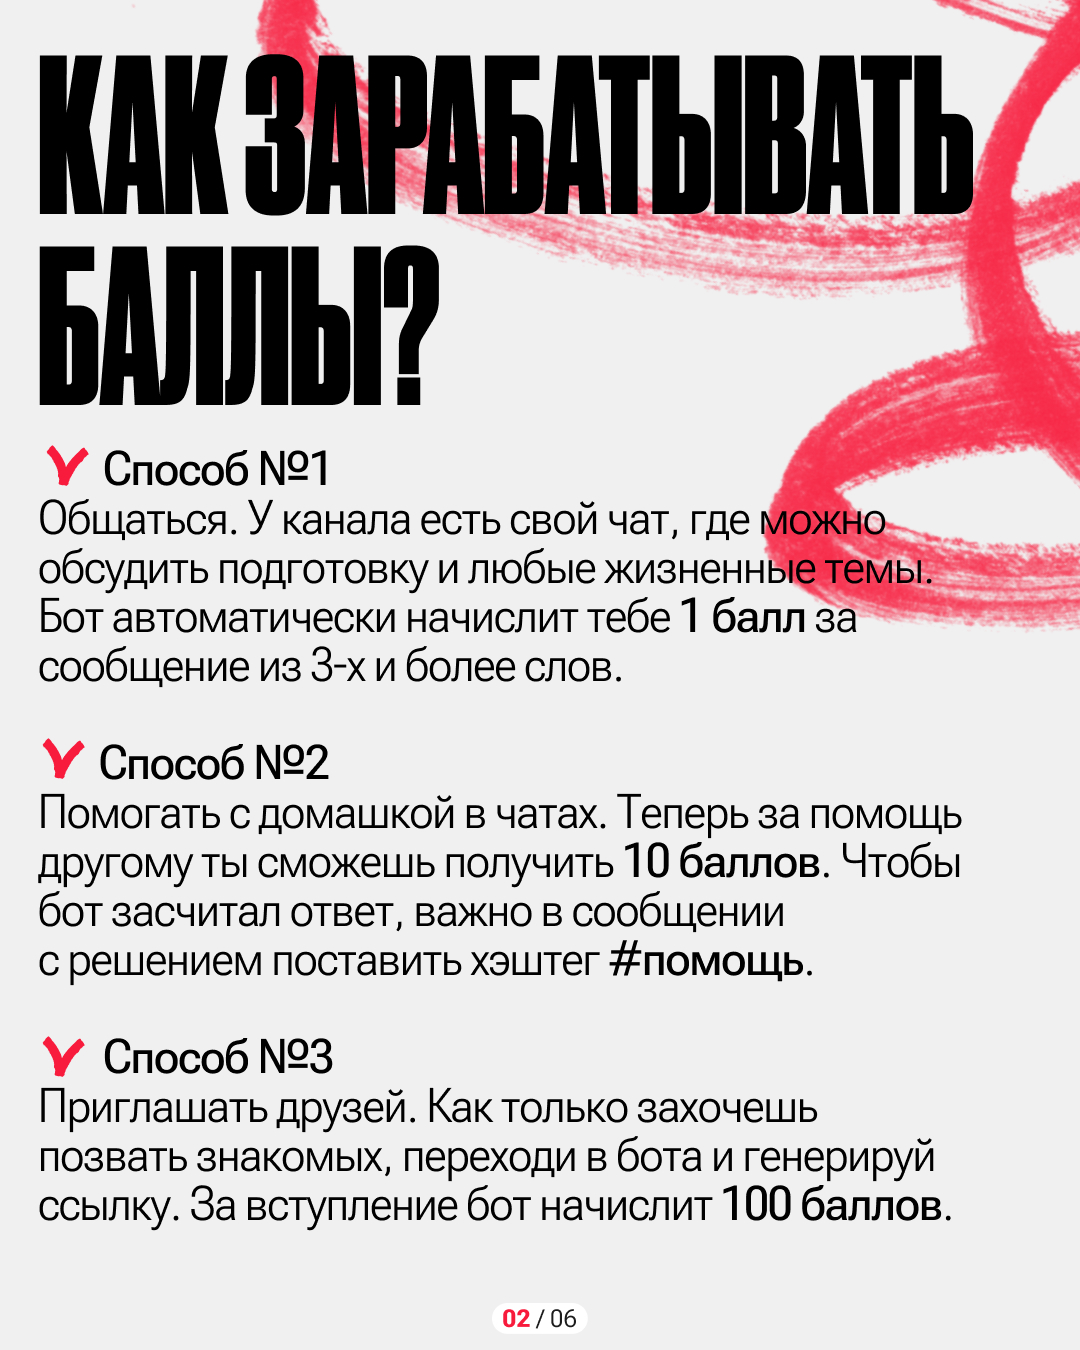 КАК ЗАРАБАТЫВАТЬ
БАЛЛЫ?
Способ №1
Общаться. У канала есть свой чат, где можно
обсудить подготовку и любые жизненные темы.
Бот автоматически начислит тебе 1 балл за
сообщение из 3-х и более слов.
Способ №2
Помогать с домашкой в чатах. Теперь за помощь
другому ты сможешь получить 10 баллов. Чтобы
бот засчитал ответ, важно в сообщении
с решением поставить хэштег #помощь.
Способ №3
Приглашать друзей. Как только захочешь
позвать знакомых, переходи в бота и генерируй
ссылку. За вступление бот начислит 100 баллов.
02 / 06